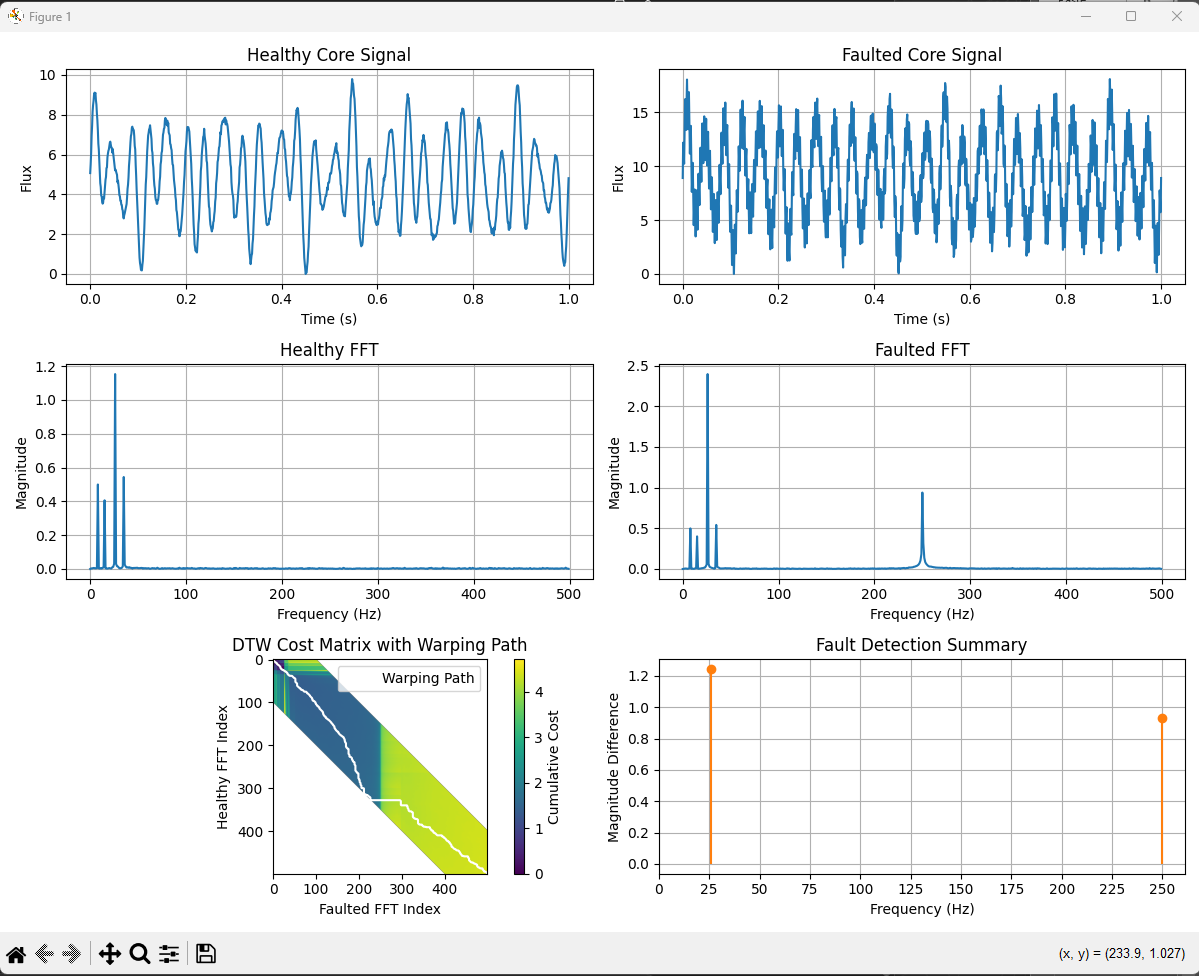 Figure 1
Healthy Core Signal
Flux
10
8
6
4
2
0
0.0 0.2 0.4 0.6 0.8 1.0
Time (s)
Faulted Core Signal
Flux
15
10
5
0
0.0 0.2 0.4 0.6 0.8 1.0
Time (s)
Healthy FFT
Magnitude
1.2
1.0
0.8
0.6
0.4
0.2
0.0
0 100 200 300 400 500
Frequency (Hz)
Faulted FFT
Magnitude
2.5
2.0
1.5
1.0
0.5
0.0
0 100 200 300 400 500
Frequency (Hz)
DTW Cost Matrix with Warping Path
Healthy FFT Index
0
100
200
300
400
Warping Path
0 100 200 300 400
Faulted FFT Index
4
3
2
1
0
Cumulative Cost
Fault Detection Summary
Magnitude Difference
1.2
1.0
0.8
0.6
0.4
0.2
0.0
0 25 50 75 100 125 150 175 200 225 250
Frequency (Hz)
(x, y) = (233.9, 1.027)